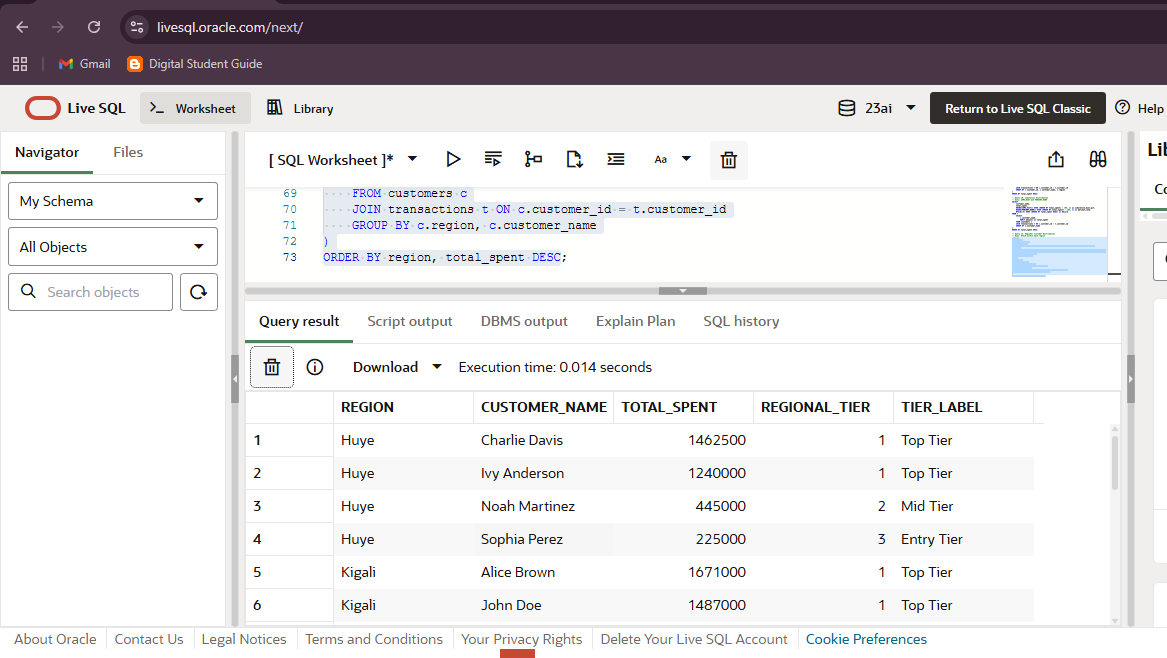 livesql.oracle.com/next/
Gmail
Digital Student Guide
Live SQL
>_ Worksheet
Library
23ai
Return to Live SQL Classic
Help
Navigator
Files
[ SQL Worksheet ]*
Aa
My Schema
All Objects
Search objects
69 ····FROM·customers·c
70 ····JOIN·transactions·t·ON·c.customer_id·=·t.customer_id
71 ····GROUP·BY·c.region,·c.customer_name
72 )
73 ORDER·BY·region,·total_spent·DESC;
Query result
Script output
DBMS output
Explain Plan
SQL history
Download
Execution time: 0.014 seconds
REGION CUSTOMER_NAME TOTAL_SPENT REGIONAL_TIER TIER_LABEL
1 Huye Charlie Davis 1462500 1 Top Tier
2 Huye Ivy Anderson 1240000 1 Top Tier
3 Huye Noah Martinez 445000 2 Mid Tier
4 Huye Sophia Perez 225000 3 Entry Tier
5 Kigali Alice Brown 1671000 1 Top Tier
6 Kigali John Doe 1487000 1 Top Tier
About Oracle
Contact Us
Legal Notices
Terms and Conditions
Your Privacy Rights
Delete Your Live SQL Account
Cookie Preferences